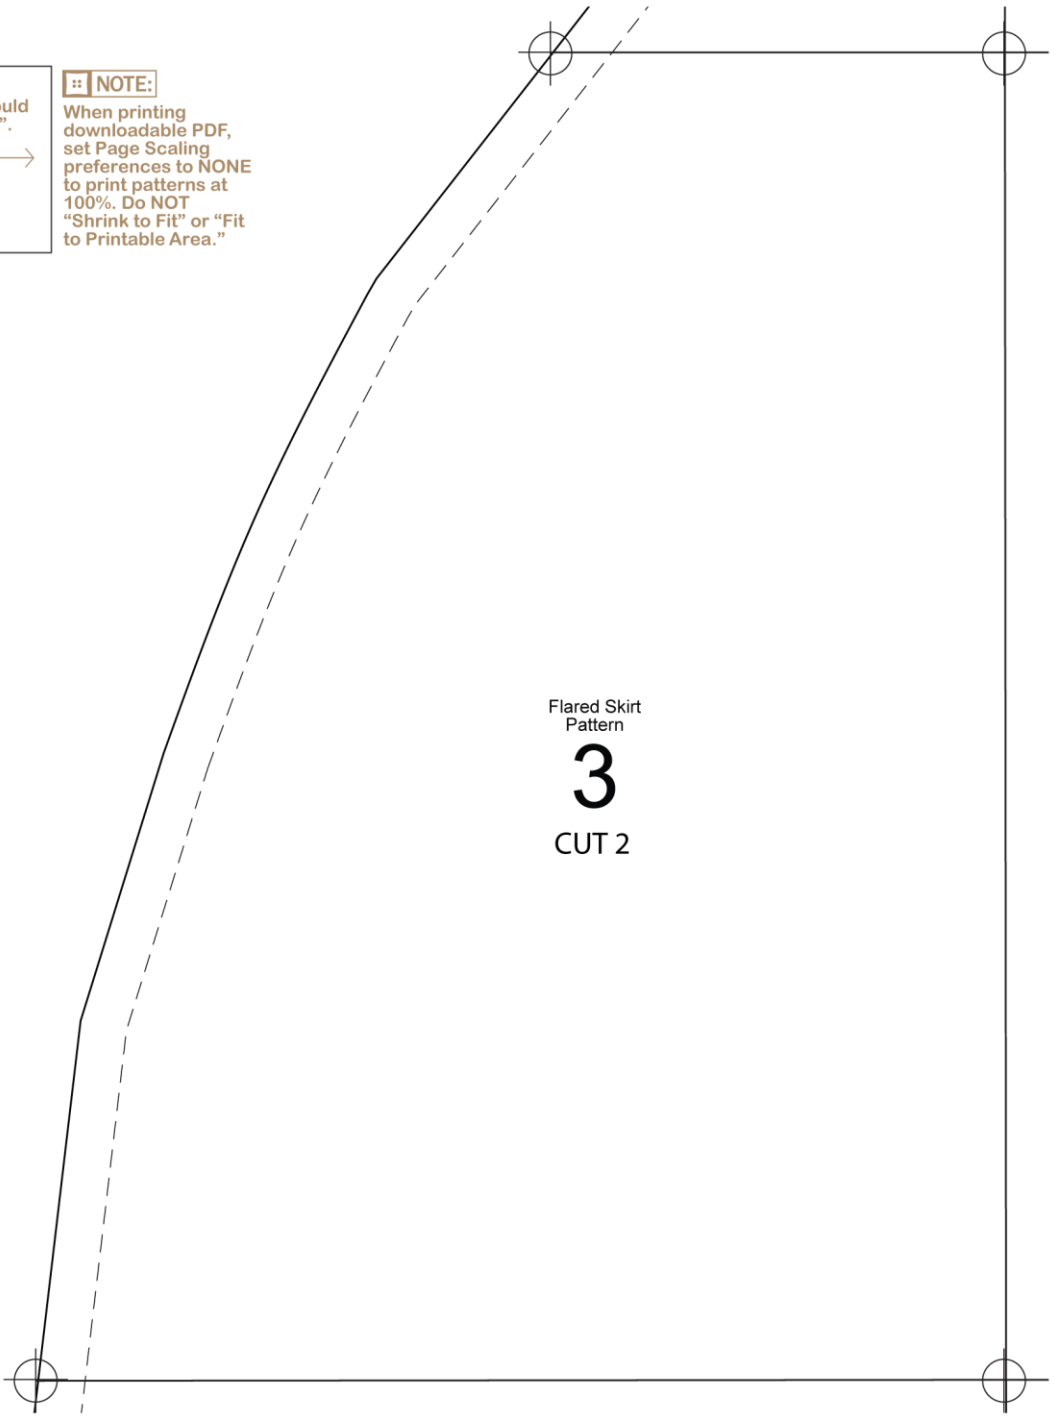 ould
”.
NOTE:
When printing
downloadable PDF,
set Page Scaling
preferences to NONE
to print patterns at
100%. Do NOT
“Shrink to Fit” or “Fit
to Printable Area.”
Flared Skirt
Pattern
3
CUT 2